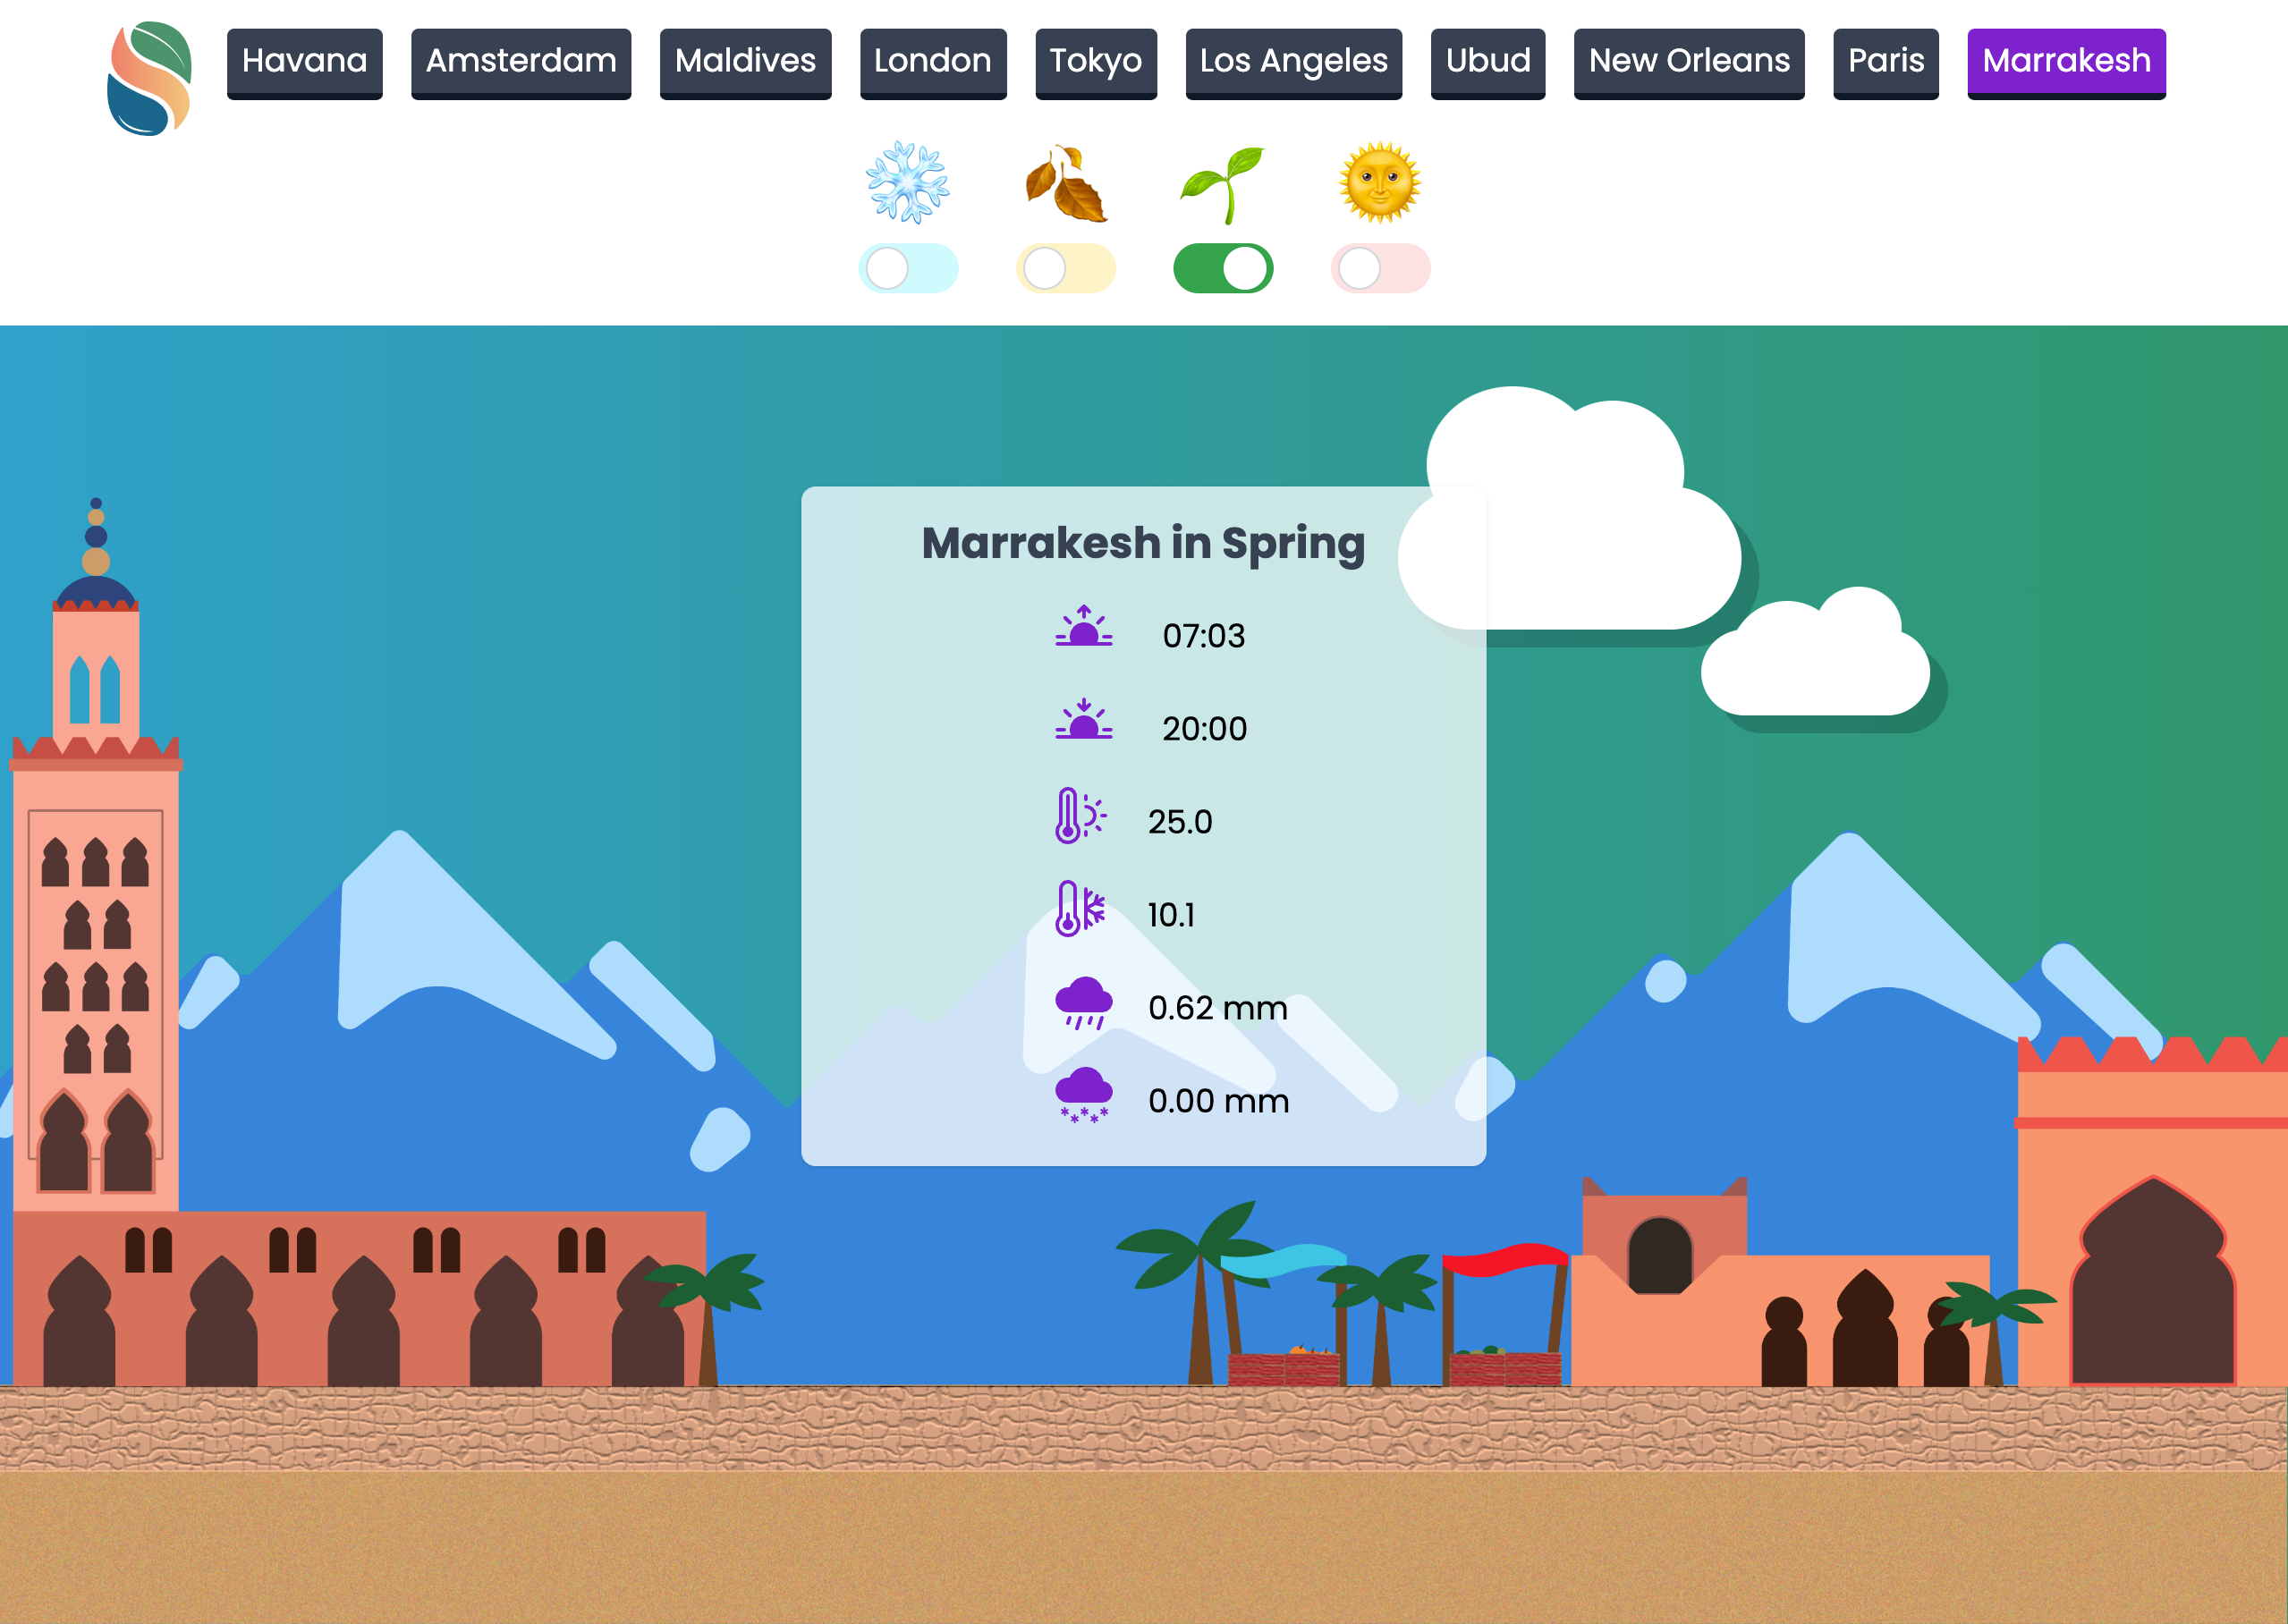 Havana Amsterdam Maldives London Tokyo Los Angeles Ubud New Orleans Paris Marrakesh
Marrakesh in Spring
07:03
20:00
25.0
10.1
0.62 mm
0.00 mm